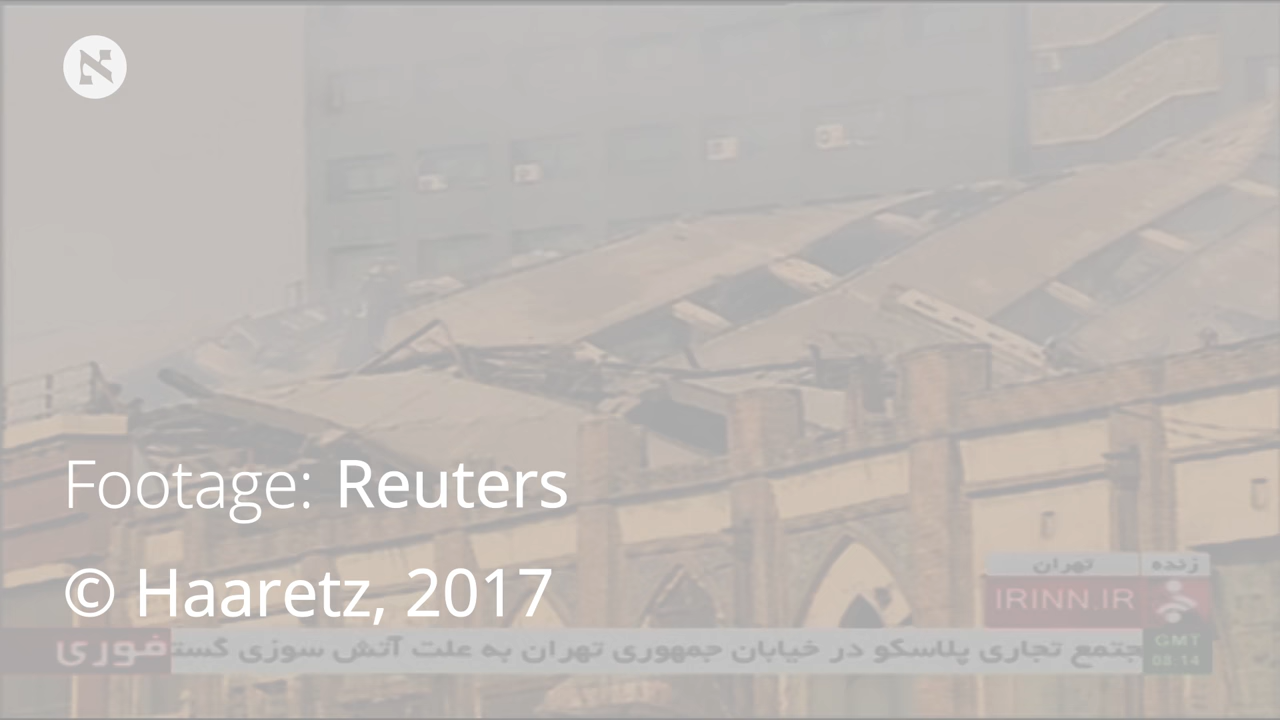 Footage: Reuters
© Haaretz, 2017
زنده
تهران
IRINN.IR
GMT
08:14
فوری
جتمع تجاری پلاسکو در خیابان جمهوری تهران به علت آتش سوزی گست